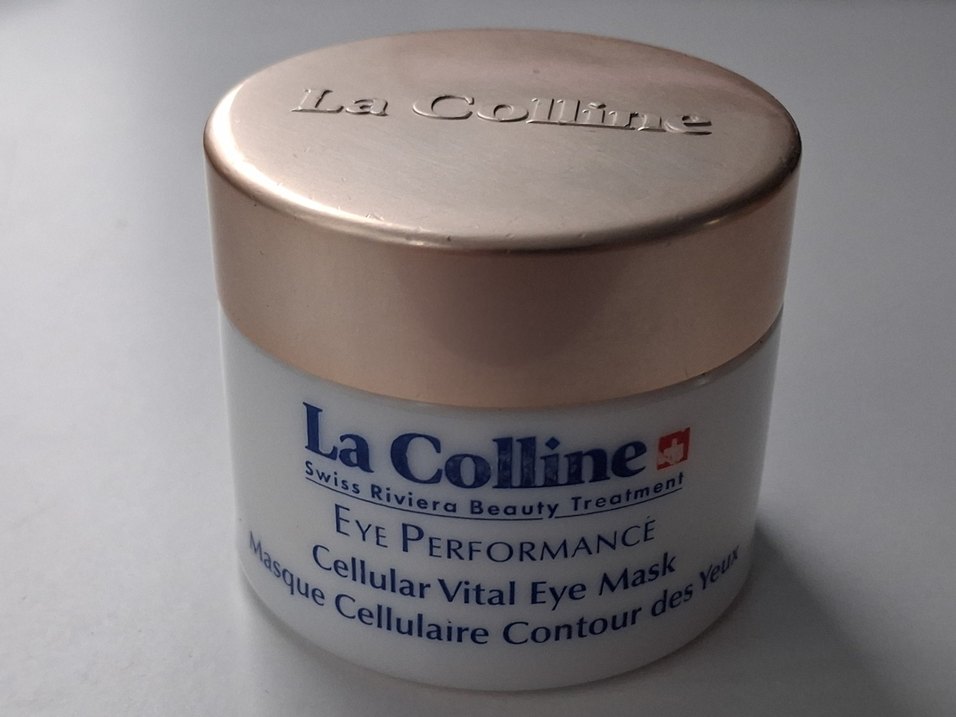 La Colline
La Colline
Swiss Riviera Beauty Treatment
EYE PERFORMANCE
Cellular Vital Eye Mask
Masque Cellulaire Contour des Yeux